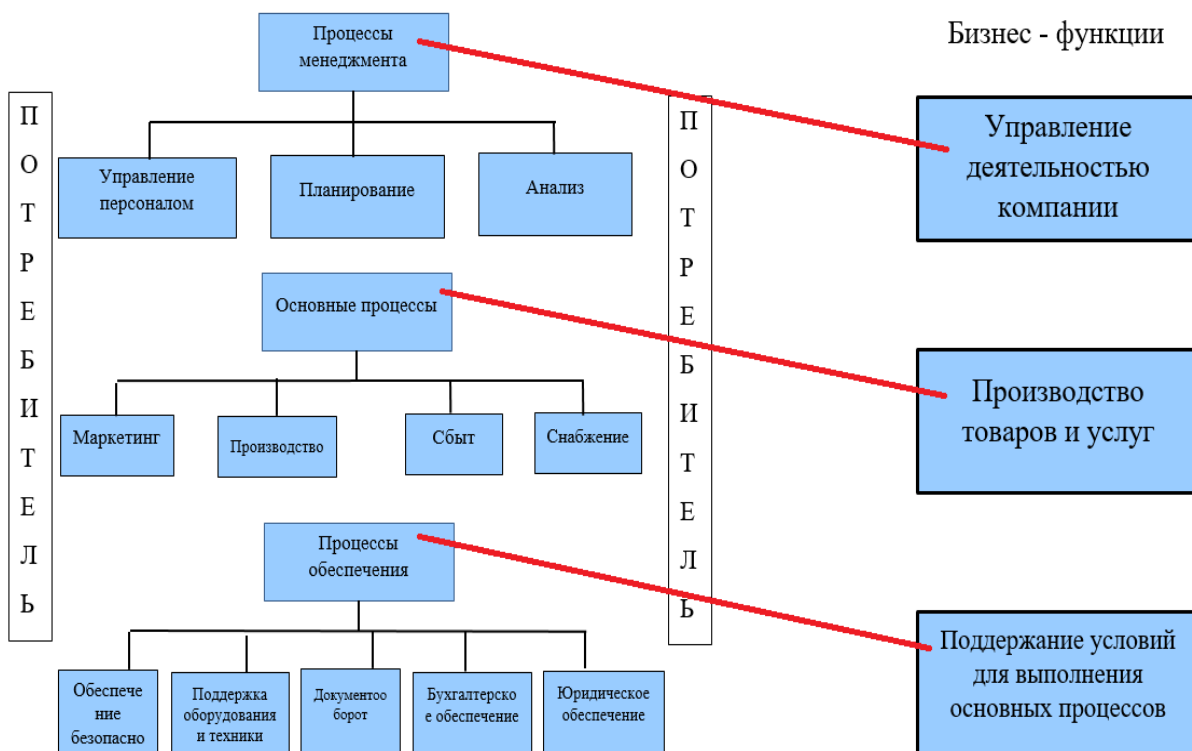 Процессы
менеджмента
Бизнес - функции
П
О
Т
Р
Е
Б
И
Т
Е
Л
Ь
П
О
Т
Р
Е
Б
И
Т
Е
Л
Ь
Управление
деятельностью
компании
Управление
персоналом
Планирование
Анализ
Основные процессы
Производство
товаров и услуг
Маркетинг
Производство
Сбыт
Снабжение
Процессы
обеспечения
Поддержание условий
для выполнения
основных процессов
Обеспече
ние
безопасно
Поддержка
оборудования
и техники
Документоо
борот
Бухгалтерско
е обеспечение
Юридическое
обеспечение